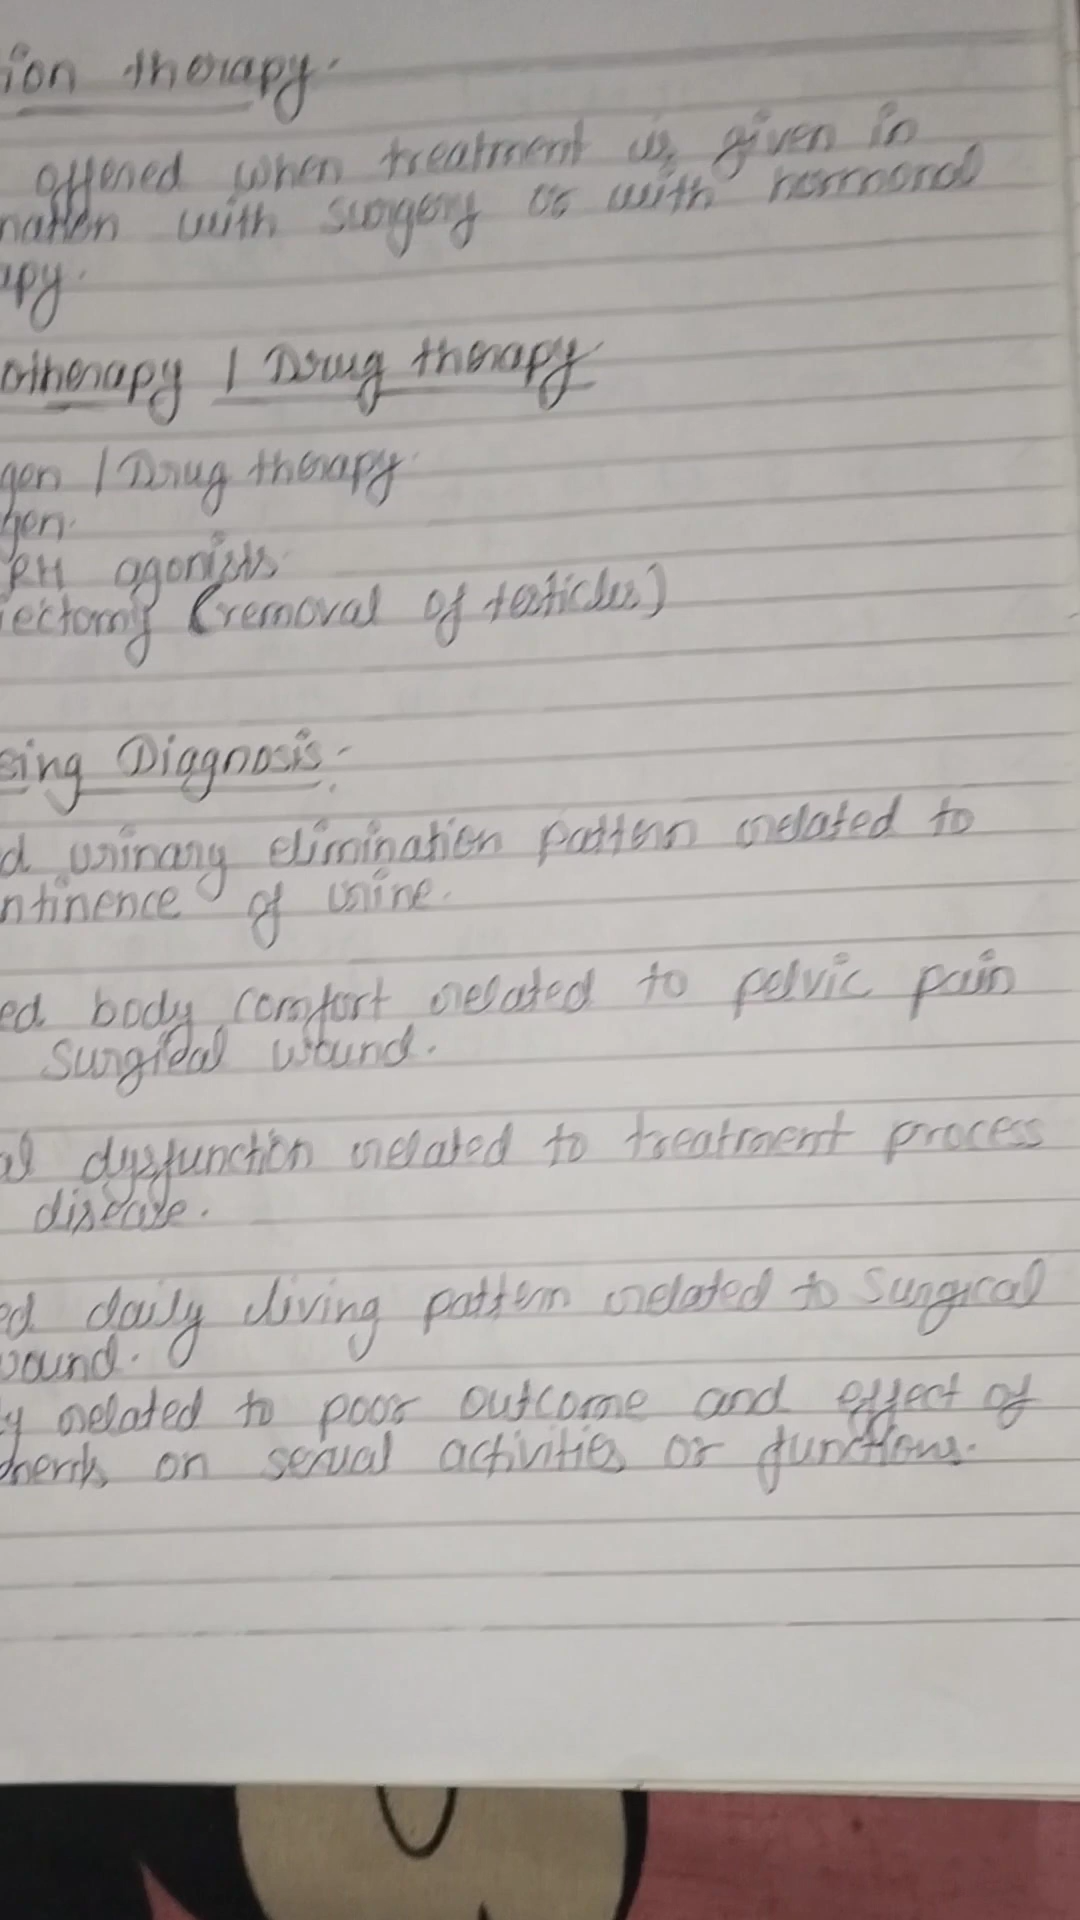 ion therapy.
offered when treatment is given in
nation with surgery or with hormonal
apy.
otherapy / Drug therapy
gen / Drug therapy
gen.
RH agonists.
iectomy (removal of testicles)
sing Diagnosis:-
d urinary elimination pattern related to
ntinence of urine.
ed body comfort related to pelvic pain
surgical wound.
al dysfunction related to treatment process
disease.
ed daily living pattern related to surgical
wound.
y related to poor outcome and effect of
on sexual activities or functions.